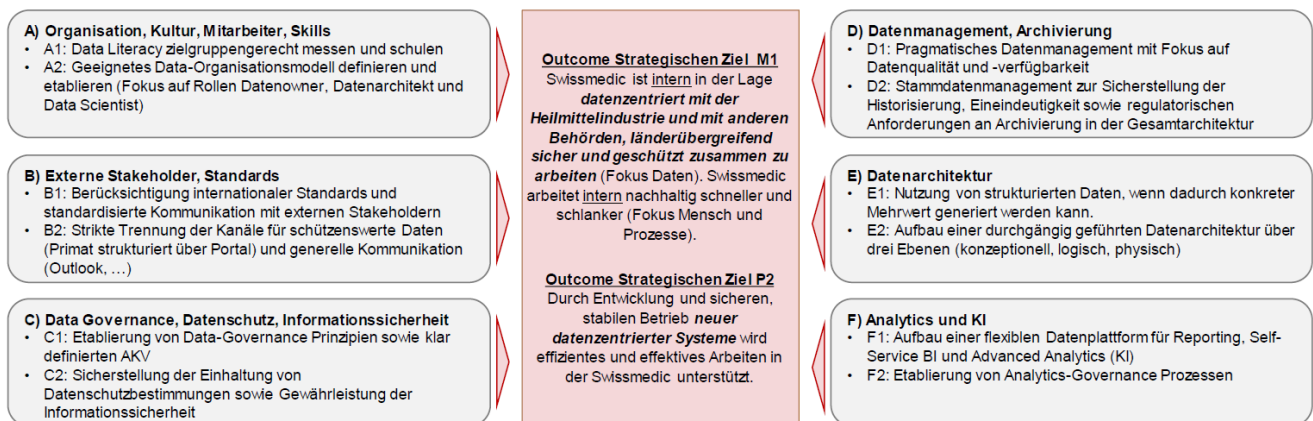 A) Organisation, Kultur, Mitarbeiter, Skills
• A1: Data Literacy zielgruppengerecht messen und schulen
• A2: Geeignetes Data-Organisationsmodell definieren und
etablieren (Fokus auf Rollen Datenowner, Datenarchitekt und
Data Scientist)
B) Externe Stakeholder, Standards
• B1: Berücksichtigung internationaler Standards und
standardisierte Kommunikation mit externen Stakeholdern
• B2: Strikte Trennung der Kanäle für schützenswerte Daten
(Primat strukturiert über Portal) und generelle Kommunikation
(Outlook, …)
C) Data Governance, Datenschutz, Informationssicherheit
• C1: Etablierung von Data-Governance Prinzipien sowie klar
definierten AKV
• C2: Sicherstellung der Einhaltung von
Datenschutzbestimmungen sowie Gewährleistung der
Informationssicherheit
Outcome Strategischen Ziel M1
Swissmedic ist intern in der Lage
datenzentriert mit der
Heilmittelindustrie und mit anderen
Behörden, länderübergreifend
sicher und geschützt zusammen zu
arbeiten (Fokus Daten). Swissmedic
arbeitet intern nachhaltig schneller und
schlanker (Fokus Mensch und
Prozesse).
Outcome Strategischen Ziel P2
Durch Entwicklung und sicheren,
stabilen Betrieb neuer
datenzentrierter Systeme wird
effizientes und effektives Arbeiten in
der Swissmedic unterstützt.
D) Datenmanagement, Archivierung
• D1: Pragmatisches Datenmanagement mit Fokus auf
Datenqualität und -verfügbarkeit
• D2: Stammdatenmanagement zur Sicherstellung der
Historisierung, Eineindeutigkeit sowie regulatorischen
Anforderungen an Archivierung in der Gesamtarchitektur
E) Datenarchitektur
• E1: Nutzung von strukturierten Daten, wenn dadurch konkreter
Mehrwert generiert werden kann.
• E2: Aufbau einer durchgängig geführten Datenarchitektur über
drei Ebenen (konzeptionell, logisch, physisch)
F) Analytics und KI
• F1: Aufbau einer flexiblen Datenplattform für Reporting, Self-
Service BI und Advanced Analytics (KI)
• F2: Etablierung von Analytics-Governance Prozessen